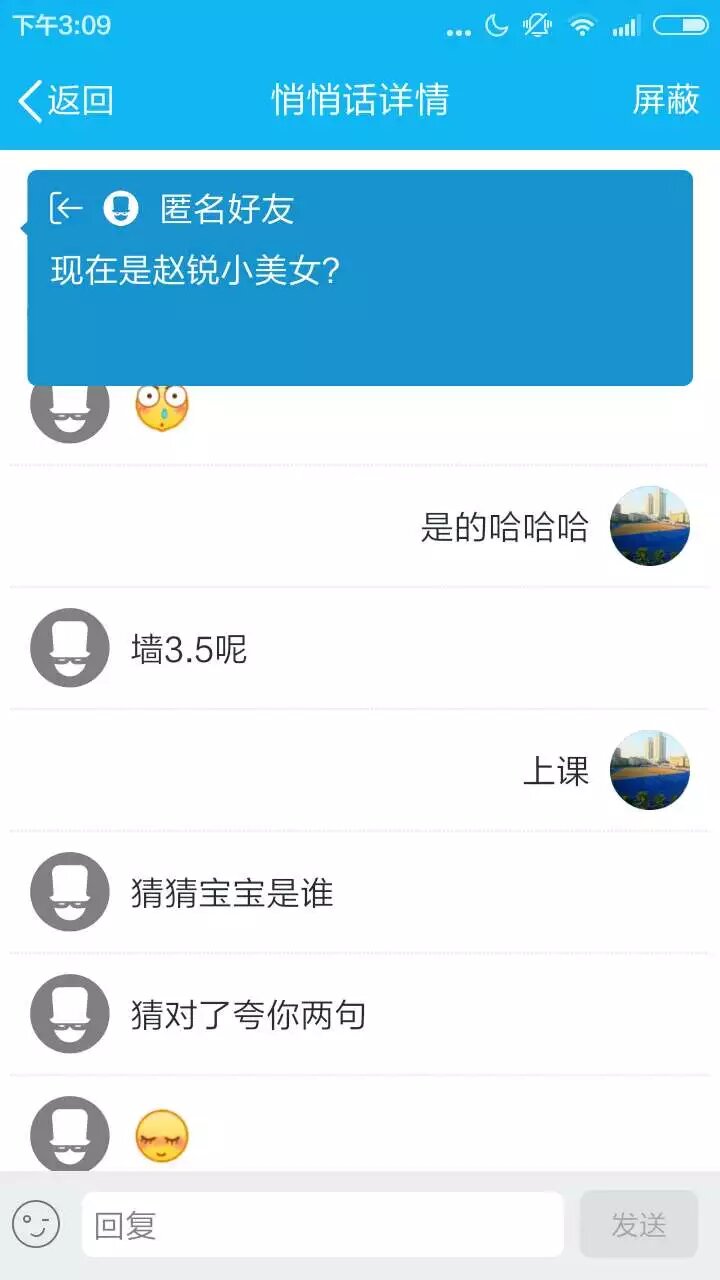 下午3:09
返回
悄悄话详情
屏蔽
匿名好友
现在是赵锐小美女?
是的哈哈哈
墙3.5呢
上课
猜猜宝宝是谁
猜对了夸你两句
回复
发送